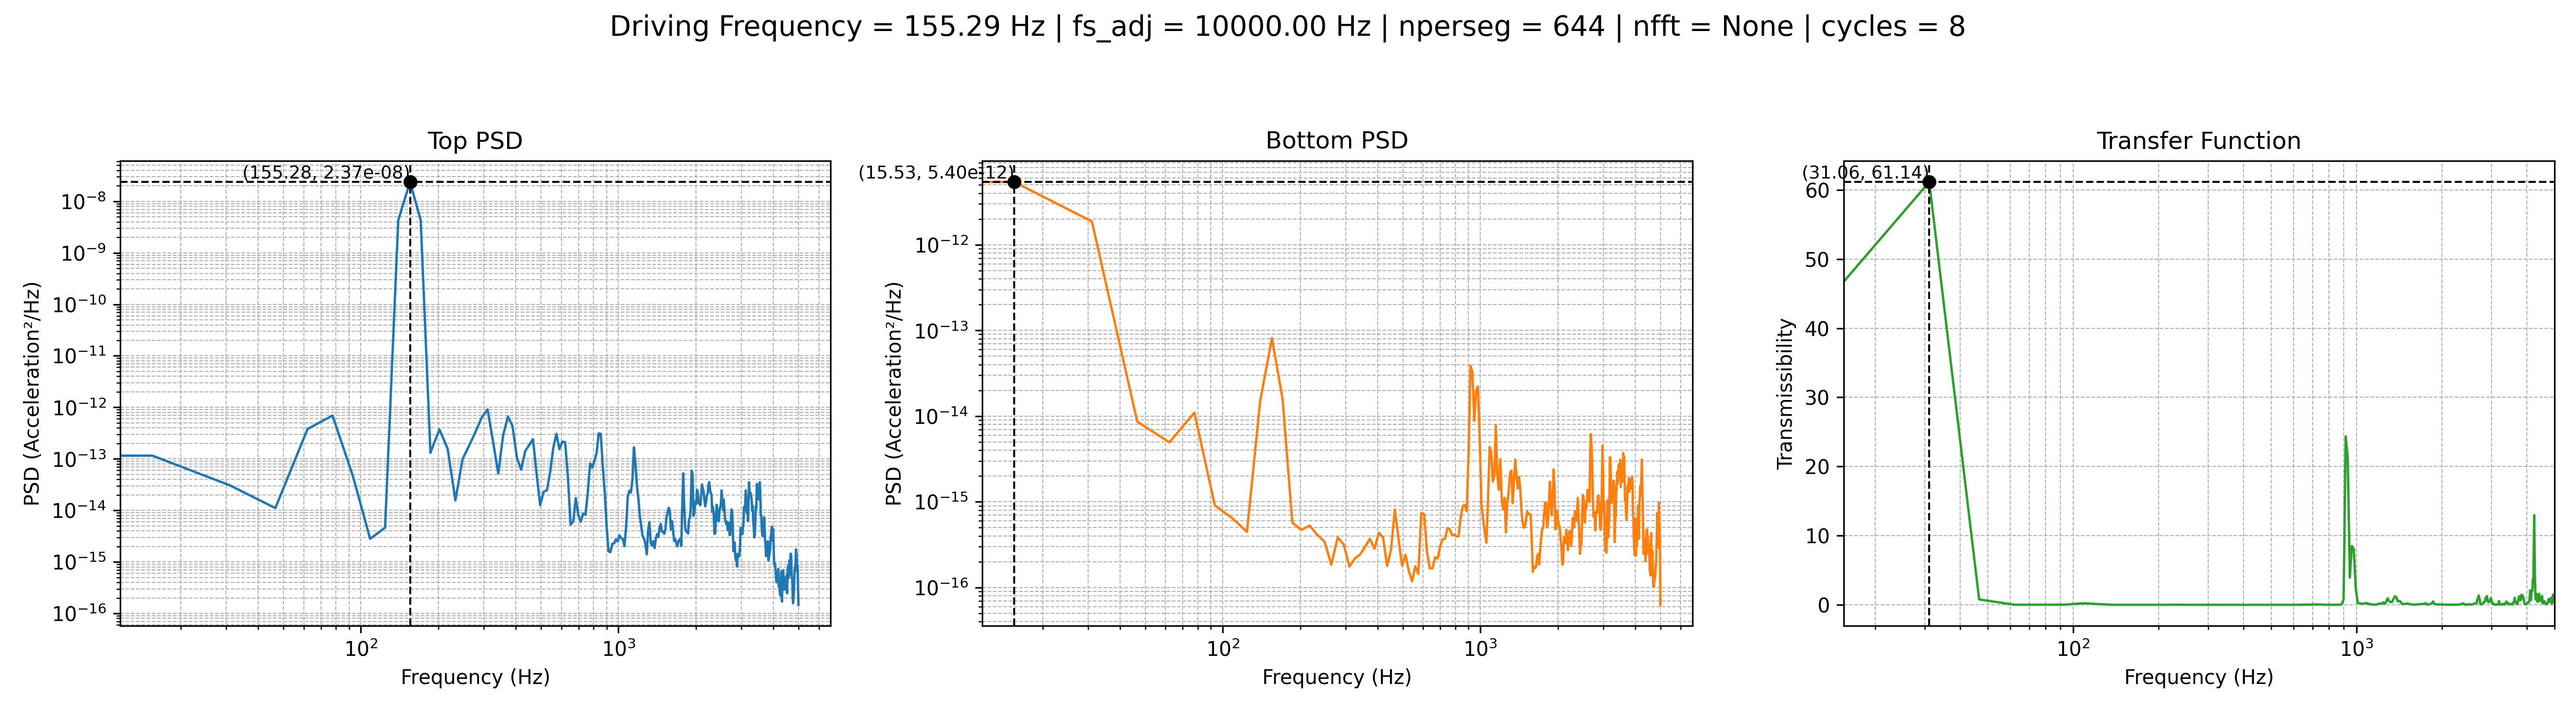 Driving Frequency = 155.29 Hz | fs_adj = 10000.00 Hz | nperseg = 644 | nfft = None | cycles = 8
Top PSD
(155.28, 2.37e-08)
10⁻⁸
10⁻⁹
10⁻¹⁰
10⁻¹¹
10⁻¹²
10⁻¹³
10⁻¹⁴
10⁻¹⁵
10⁻¹⁶
PSD (Acceleration²/Hz)
10² 10³
Frequency (Hz)
Bottom PSD
(15.53, 5.40e-12)
10⁻¹²
10⁻¹³
10⁻¹⁴
10⁻¹⁵
10⁻¹⁶
PSD (Acceleration²/Hz)
10² 10³
Frequency (Hz)
Transfer Function
(31.06, 61.14)
60
50
40
30
20
10
0
Transmissibility
10² 10³
Frequency (Hz)